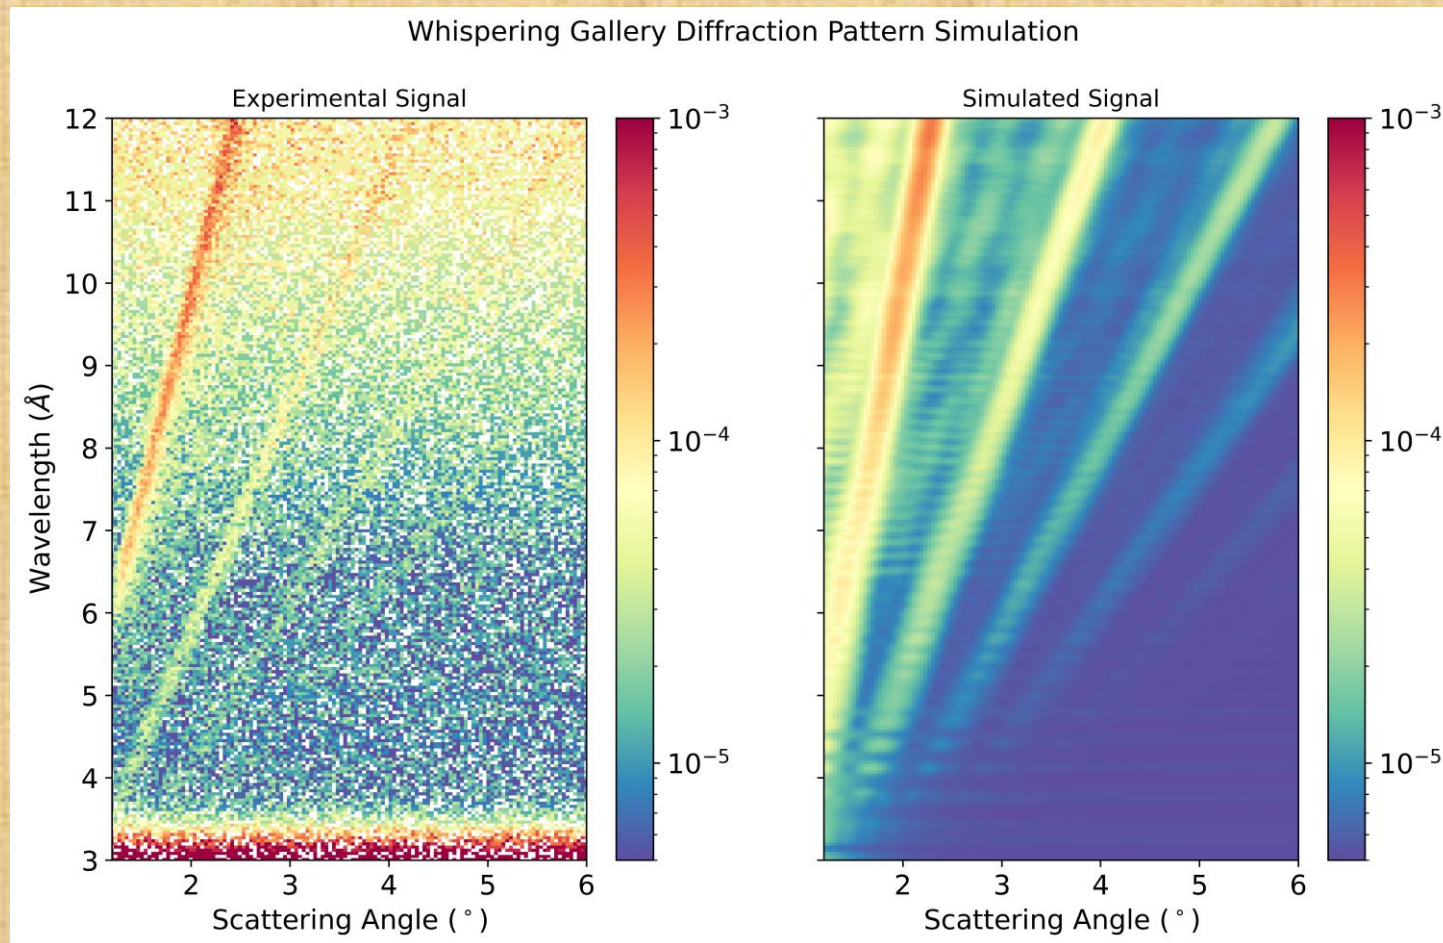 Whispering Gallery Diffraction Pattern Simulation
Experimental Signal
12
11
10
9
8
7
6
5
4
3
Wavelength (Å)
2 3 4 5 6
Scattering Angle (°)
10⁻³
10⁻⁴
10⁻⁵
Simulated Signal
2 3 4 5 6
Scattering Angle (°)
10⁻³
10⁻⁴
10⁻⁵